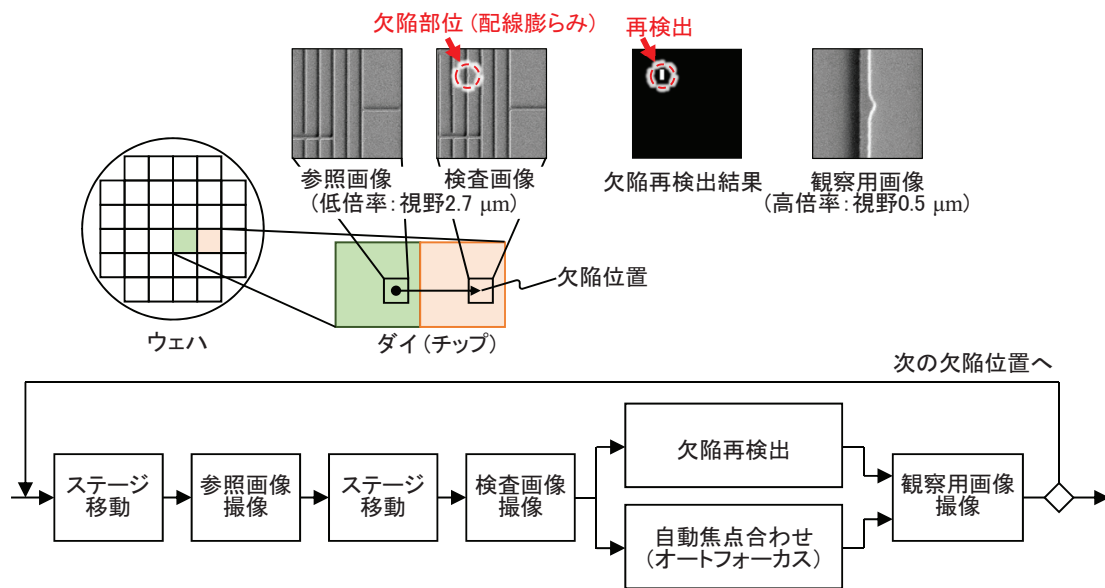 欠陥部位（配線膨らみ）
再検出
参照画像
検査画像
（低倍率：視野2.7 μm）
欠陥再検出結果
観察用画像
（高倍率：視野0.5 μm）
欠陥位置
ウェハ
ダイ（チップ）
次の欠陥位置へ
ステージ
移動
参照画像
撮像
ステージ
移動
検査画像
撮像
欠陥再検出
自動焦点合わせ
（オートフォーカス）
観察用画像
撮像